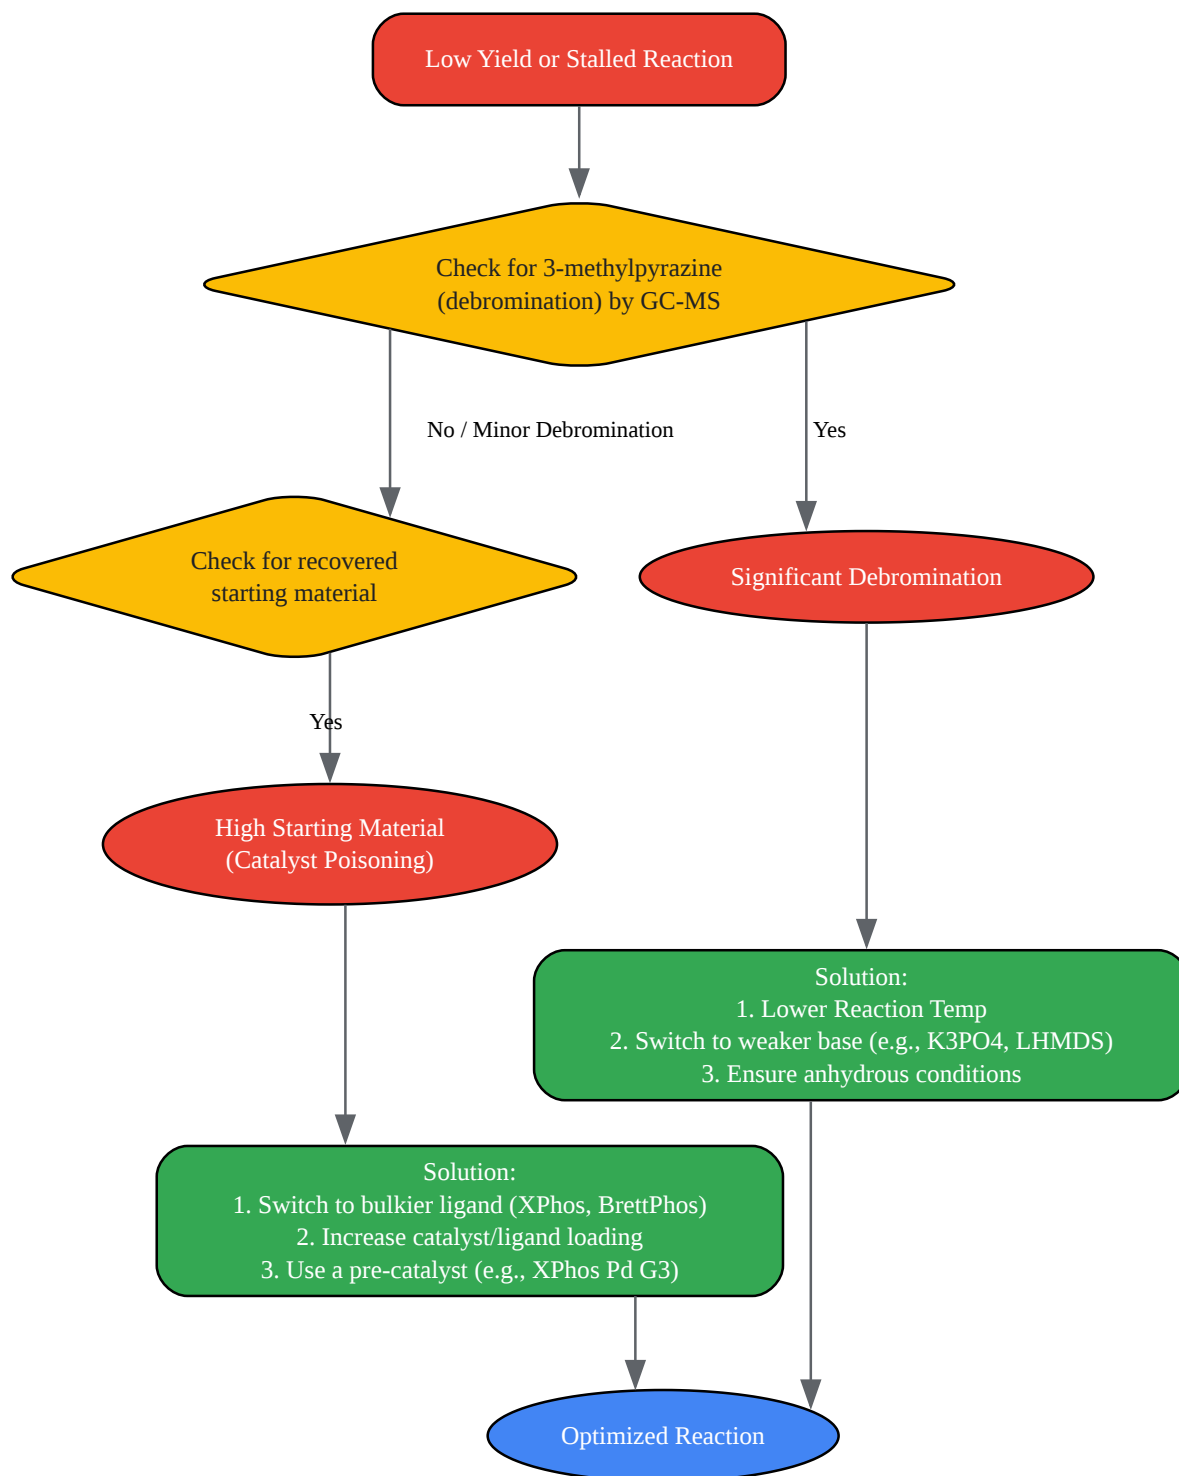 Low Yield or Stalled Reaction
Check for 3-methylpyrazine
(debromination) by GC-MS
No / Minor Debromination
Yes
Check for recovered
starting material
Significant Debromination
Yes
High Starting Material
(Catalyst Poisoning)
Solution:
1. Lower Reaction Temp
2. Switch to weaker base (e.g., K3PO4, LHMDS)
3. Ensure anhydrous conditions
Solution:
1. Switch to bulkier ligand (XPhos, BrettPhos)
2. Increase catalyst/ligand loading
3. Use a pre-catalyst (e.g., XPhos Pd G3)
Optimized Reaction